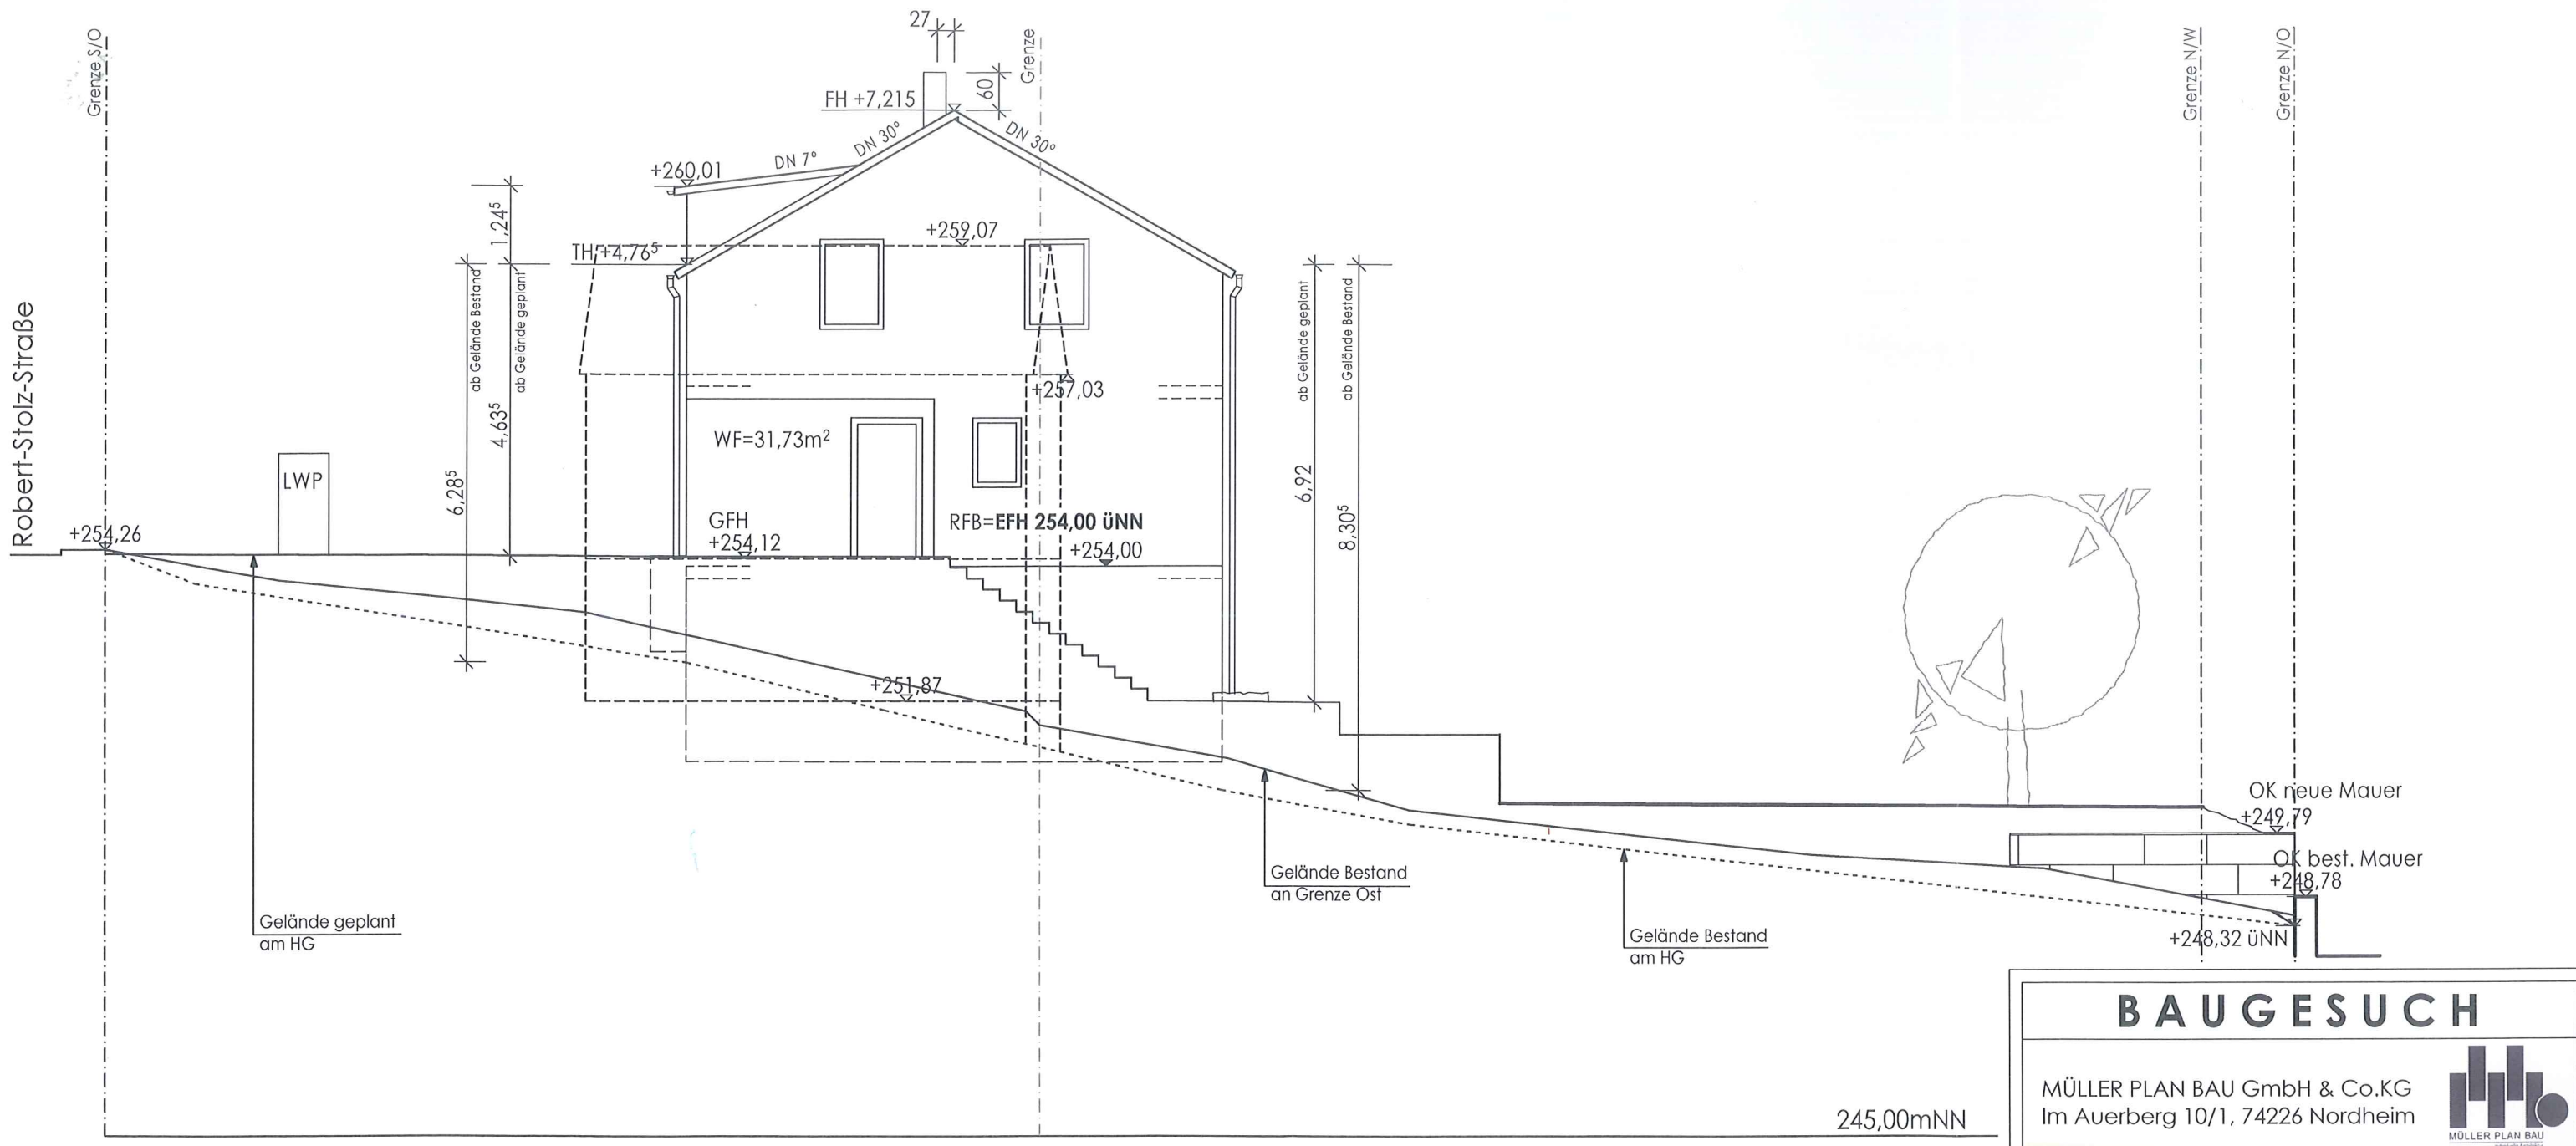 Grenze S/O
27
60
Grenze
Grenze N/W
Grenze N/O
FH +7,215
DN 30°
DN 30°
DN 7°
+260,01
1,24⁵
+259,07
TH +4,76⁵
ab Gelände Bestand
ab Gelände geplant
ab Gelände geplant
ab Gelände Bestand
Robert-Stolz-Straße
4,63⁵
6,28⁵
+257,03
WF=31,73m²
LWP
6,92
8,30⁵
GFH
+254,12
RFB=EFH 254,00 üNN
+254,00
+254,26
+251,87
OK neue Mauer
+249,79
OK best. Mauer
+248,78
+248,32 üNN
Gelände Bestand
an Grenze Ost
Gelände geplant
am HG
Gelände Bestand
am HG
BAUGESUCH
MÜLLER PLAN BAU GmbH & Co.KG
Im Auerberg 10/1, 74226 Nordheim
MÜLLER PLAN BAU
245,00mNN